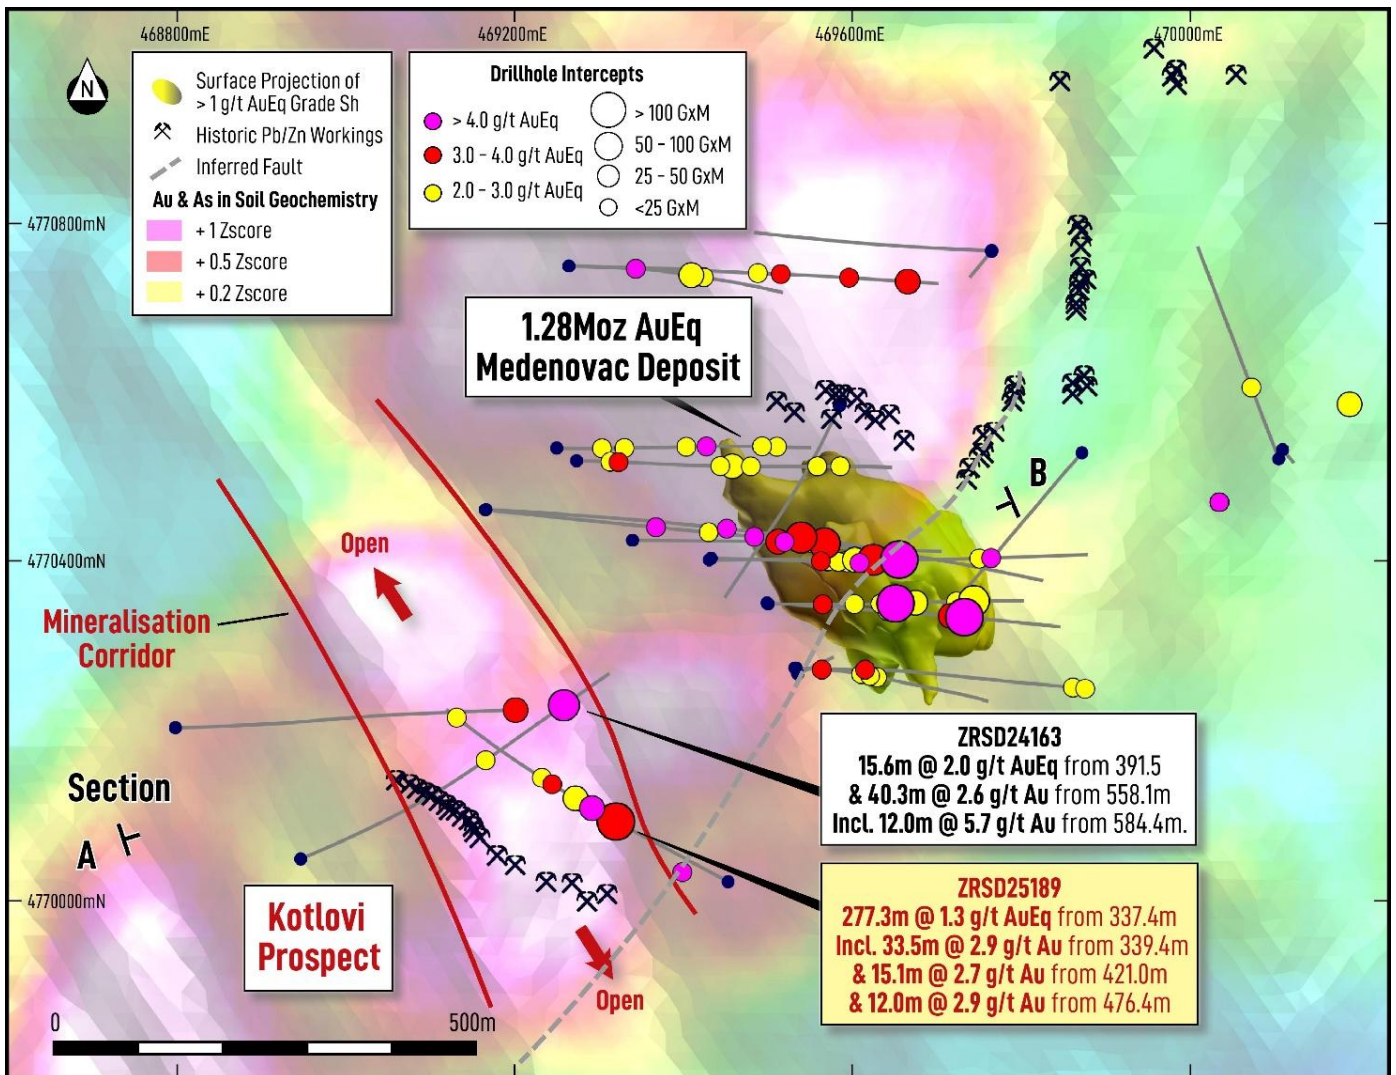 468800mE
469200mE
469600mE
470000mE
N
Surface Projection of
> 1 g/t AuEq Grade Sh
Historic Pb/Zn Workings
Inferred Fault
Au & As in Soil Geochemistry
+ 1 Zscore
+ 0.5 Zscore
+ 0.2 Zscore
Drillhole Intercepts
> 4.0 g/t AuEq
3.0 – 4.0 g/t AuEq
2.0 – 3.0 g/t AuEq
> 100 GxM
50 – 100 GxM
25 – 50 GxM
<25 GxM
4770800mN
1.28Moz AuEq
Medenovac Deposit
B
4770400mN
Open
Mineralisation
Corridor
Section
A
ZRSD24163
15.6m @ 2.0 g/t AuEq from 391.5
& 40.3m @ 2.6 g/t Au from 558.1m
Incl. 12.0m @ 5.7 g/t Au from 584.4m.
4770000mN
Kotlovi
Prospect
ZRSD25189
277.3m @ 1.3 g/t AuEq from 337.4m
Incl. 33.5m @ 2.9 g/t Au from 339.4m
& 15.1m @ 2.7 g/t Au from 421.0m
& 12.0m @ 2.9 g/t Au from 476.4m
Open
0
500m